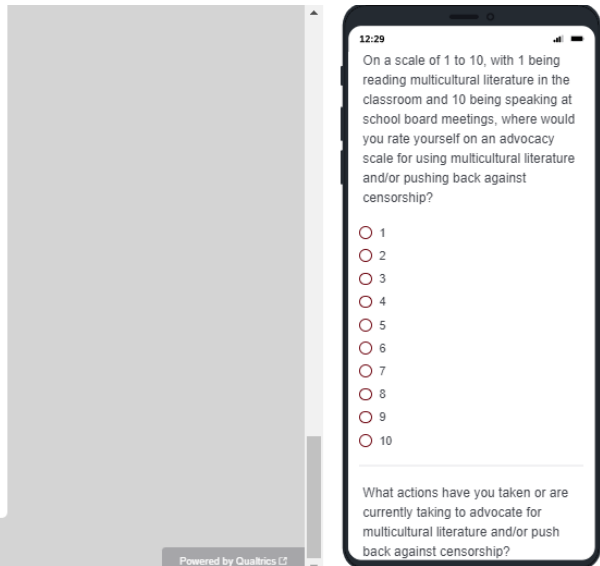 12:29
On a scale of 1 to 10, with 1 being
reading multicultural literature in the
classroom and 10 being speaking at
school board meetings, where would
you rate yourself on an advocacy
scale for using multicultural literature
and/or pushing back against
censorship?
1
2
3
4
5
6
7
8
9
10
What actions have you taken or are
currently taking to advocate for
multicultural literature and/or push
back against censorship?
Powered by Qualtrics